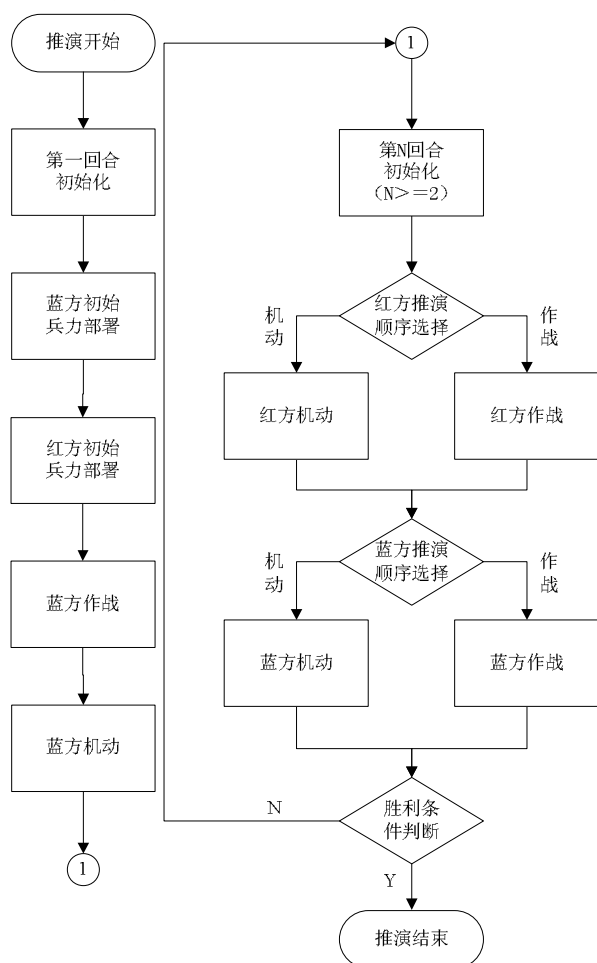 推演开始
第一回合
初始化
蓝方初始
兵力部署
红方初始
兵力部署
蓝方作战
蓝方机动
1
1
第N回合
初始化
(N>=2)
红方推演
顺序选择
机
动
作
战
红方机动
红方作战
蓝方推演
顺序选择
机
动
作
战
蓝方机动
蓝方作战
胜利条
件判断
N
Y
推演结束